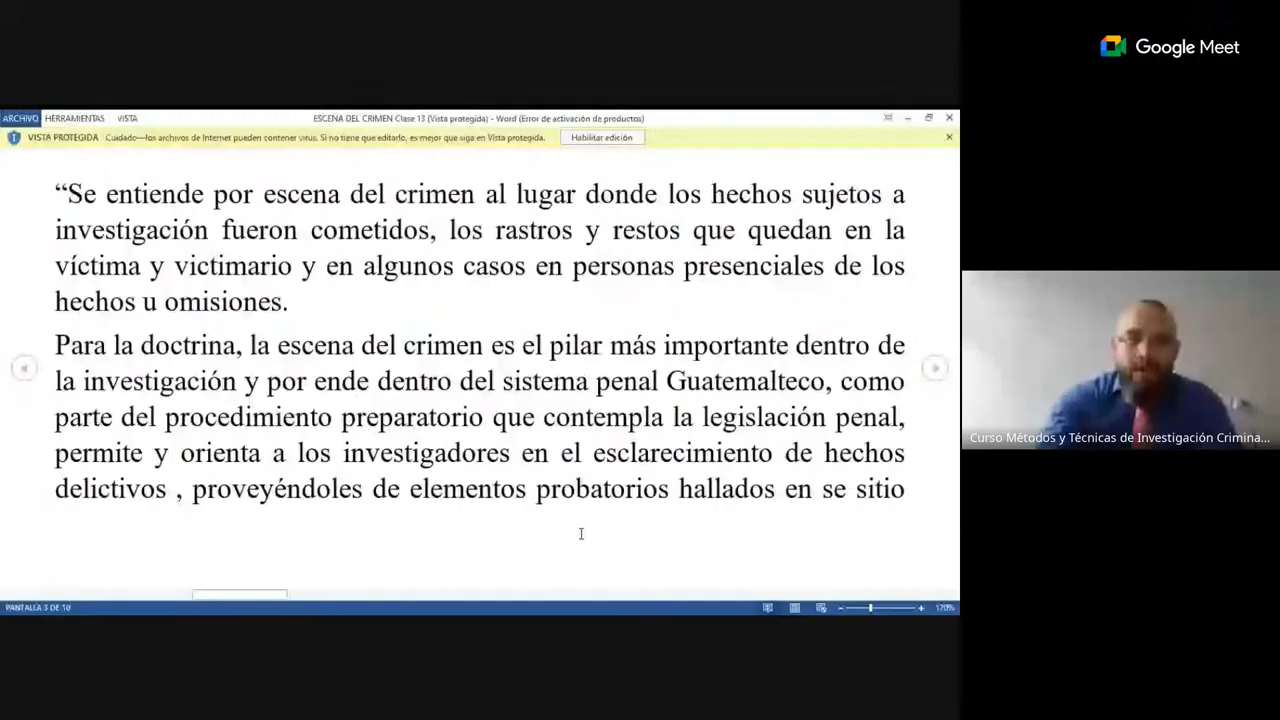 Google Meet
ARCHIVO HERRAMIENTAS VISTA ESCENA DEL CRIMEN Clase 13 (Vista protegida) - Word (Error de activación de productos)
VISTA PROTEGIDA Cuidado—los archivos de Internet pueden contener virus. Si no tiene que editarlo, es mejor que siga en Vista protegida. Habilitar edición
“Se entiende por escena del crimen al lugar donde los hechos sujetos a
investigación fueron cometidos, los rastros y restos que quedan en la
víctima y victimario y en algunos casos en personas presenciales de los
hechos u omisiones.
Para la doctrina, la escena del crimen es el pilar más importante dentro de
la investigación y por ende dentro del sistema penal Guatemalteco, como
parte del procedimiento preparatorio que contempla la legislación penal,
permite y orienta a los investigadores en el esclarecimiento de hechos
delictivos , proveyéndoles de elementos probatorios hallados en se sitio
Curso Métodos y Técnicas de Investigación Crimina...
PANTALLA 3 DE 10 170%